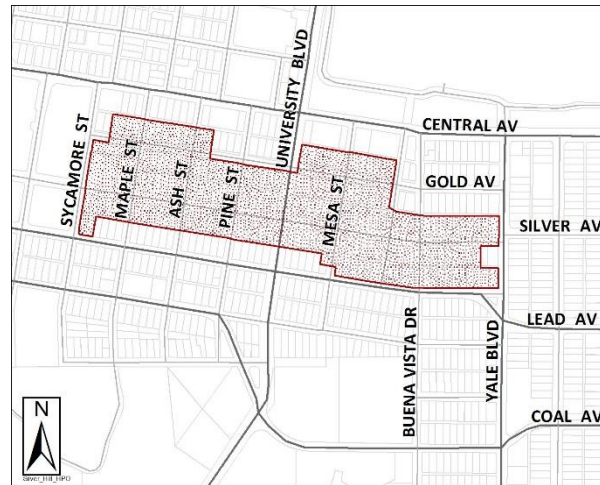 UNIVERSITY BLVD
CENTRAL AV
SYCAMORE ST
MAPLE ST
ASH ST
PINE ST
MESA ST
GOLD AV
SILVER AV
LEAD AV
BUENA VISTA DR
YALE BLVD
COAL AV
N
Silver_Hill_HPO